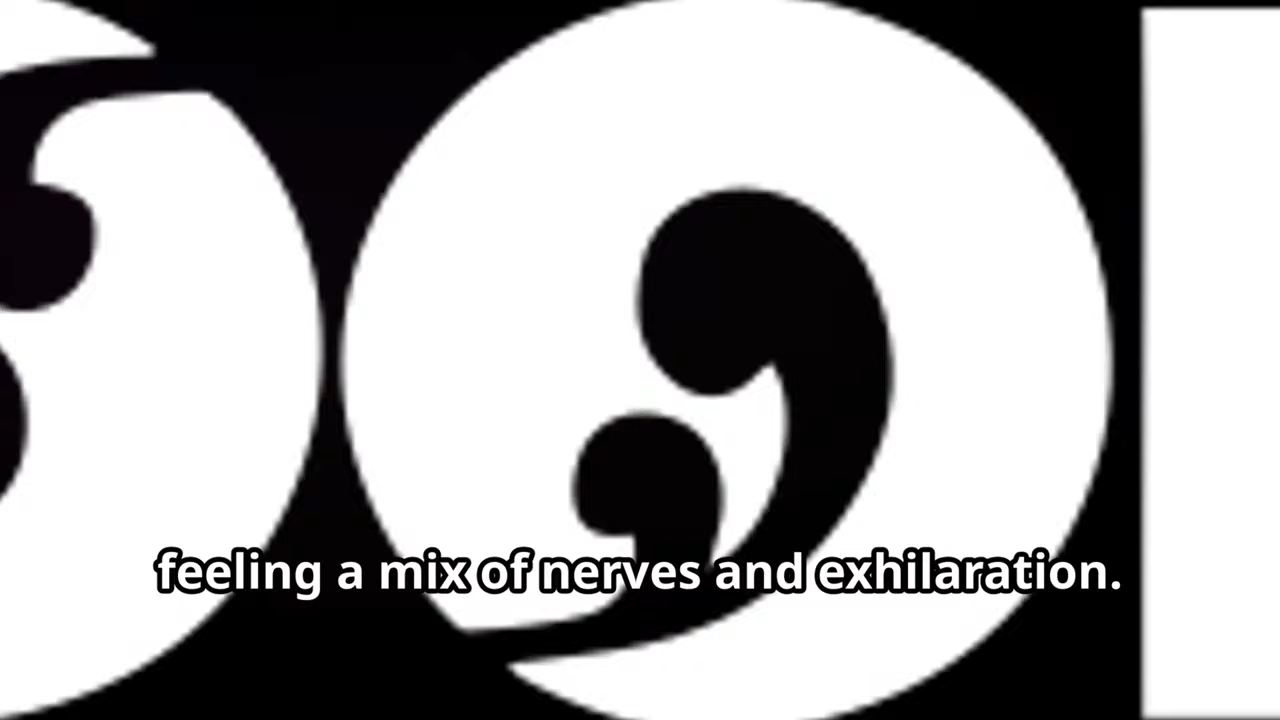 feeling a mix of nerves and exhilaration.